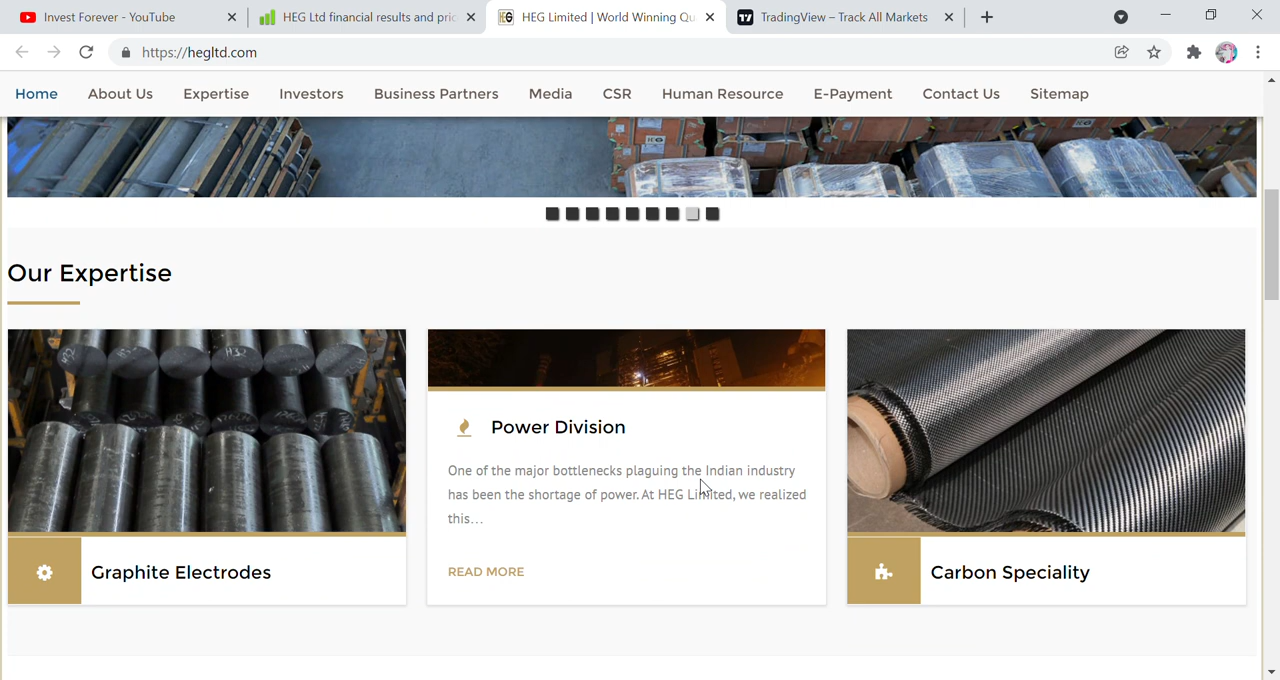 Invest Forever - YouTube
HEG Ltd financial results and pric
HEG Limited | World Winning Qu
TradingView – Track All Markets
https://hegltd.com
Home About Us Expertise Investors Business Partners Media CSR Human Resource E-Payment Contact Us Sitemap
Our Expertise
Power Division
One of the major bottlenecks plaguing the Indian industry
has been the shortage of power. At HEG Limited, we realized
this...
READ MORE
Graphite Electrodes
Carbon Speciality